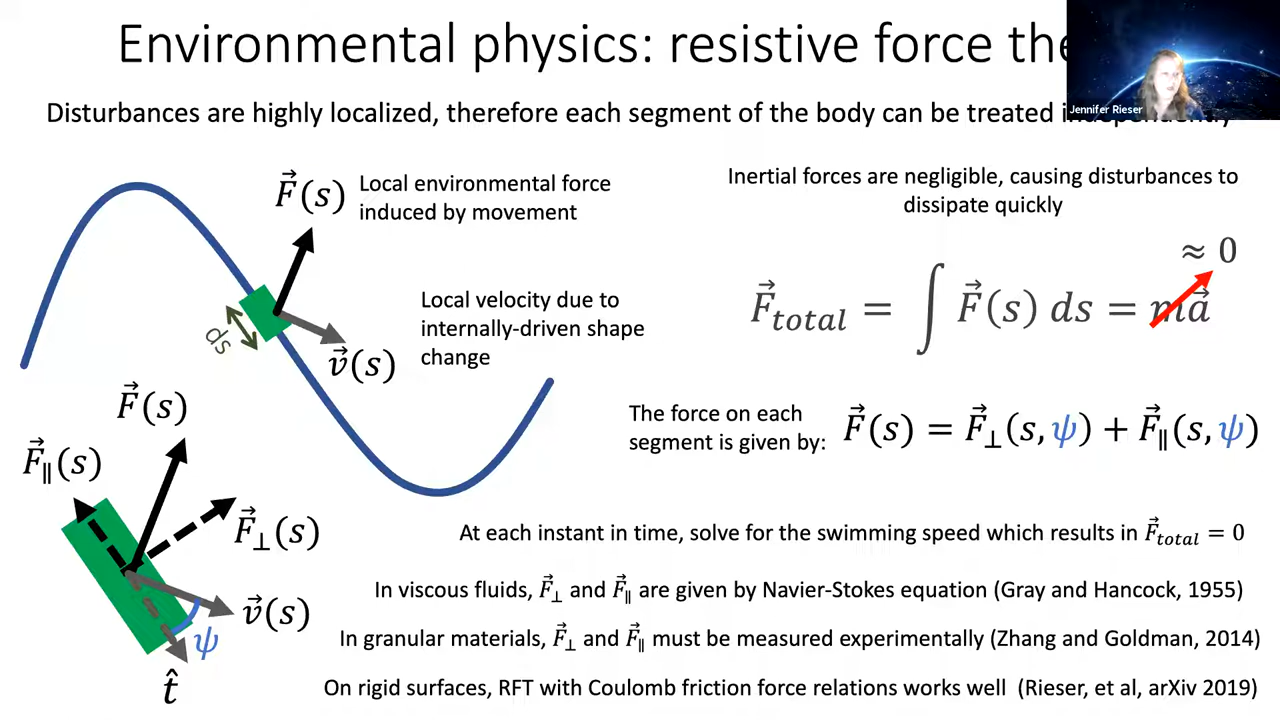 Environmental physics: resistive force the
Jennifer Rieser
Disturbances are highly localized, therefore each segment of the body can be treated independently
F⃗(s)
Local environmental force
induced by movement
Inertial forces are negligible, causing disturbances to
dissipate quickly
≈ 0
F⃗_total = ∫ F⃗(s) ds = ma⃗
Local velocity due to
internally-driven shape
change
ds
v⃗(s)
F⃗(s)
The force on each
segment is given by:
F⃗(s) = F⃗⊥(s, ψ) + F⃗∥(s, ψ)
F⃗∥(s)
F⃗⊥(s)
v⃗(s)
ψ
t̂
At each instant in time, solve for the swimming speed which results in F⃗_total = 0
In viscous fluids, F⃗⊥ and F⃗∥ are given by Navier-Stokes equation (Gray and Hancock, 1955)
In granular materials, F⃗⊥ and F⃗∥ must be measured experimentally (Zhang and Goldman, 2014)
On rigid surfaces, RFT with Coulomb friction force relations works well (Rieser, et al, arXiv 2019)